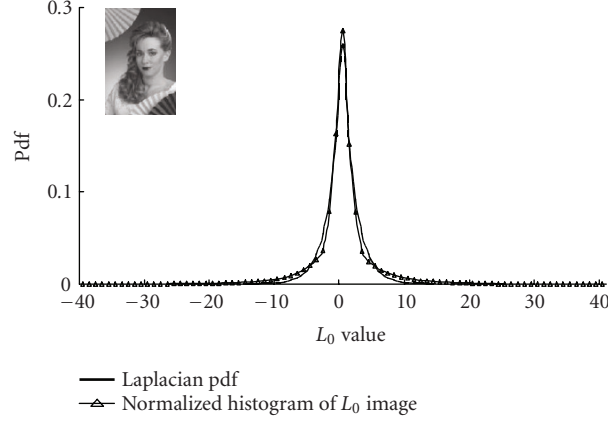 0.3
0.2
0.1
0
Pdf
−40 −30 −20 −10 0 10 20 30 40
L₀ value
Laplacian pdf
Normalized histogram of L₀ image